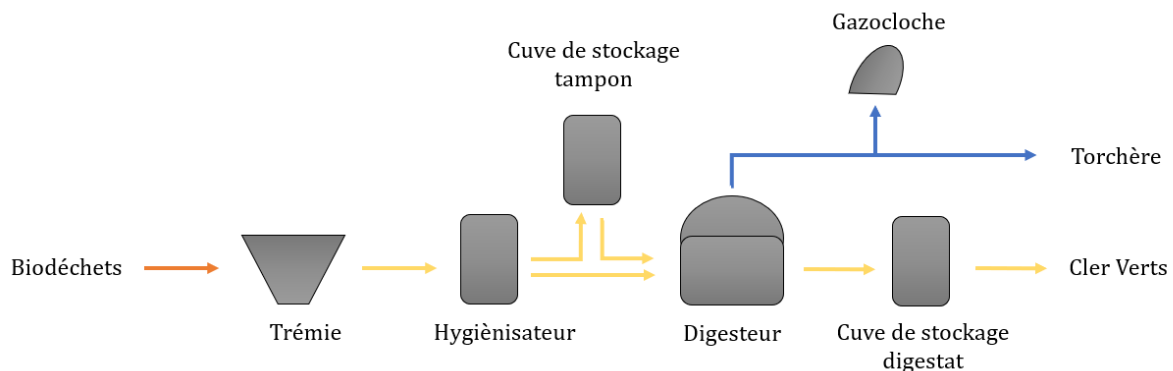 Gazocloche
Cuve de stockage
tampon
Torchère
Biodéchets
Cler Verts
Trémie
Hygiènisateur
Digesteur
Cuve de stockage
digestat